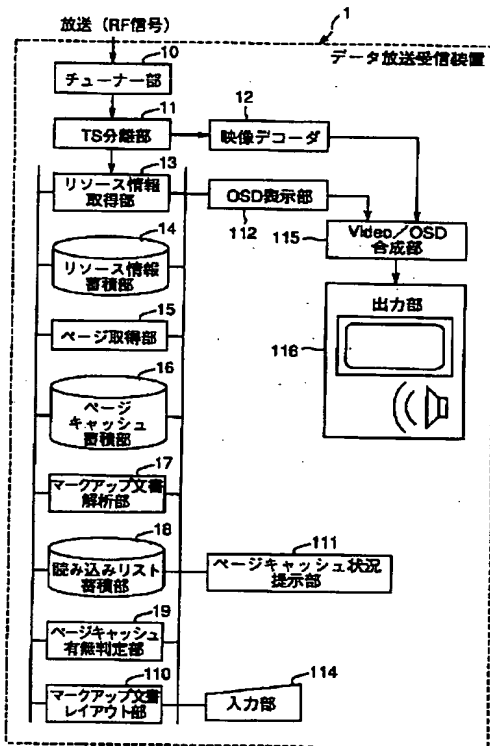 放送（RF信号）
1
データ放送受信装置
10
チューナー部
11
TS分離部
12
映像デコーダ
13
リソース情報
取得部
OSD表示部
112
115
Video／OSD
合成部
14
リソース情報
蓄積部
15
ページ取得部
116
出力部
16
ページ
キャッシュ
蓄積部
17
マークアップ文書
解析部
18
読み込みリスト
蓄積部
111
ページキャッシュ状況
提示部
19
ページキャッシュ
有無判定部
110
マークアップ文書
レイアウト部
114
入力部